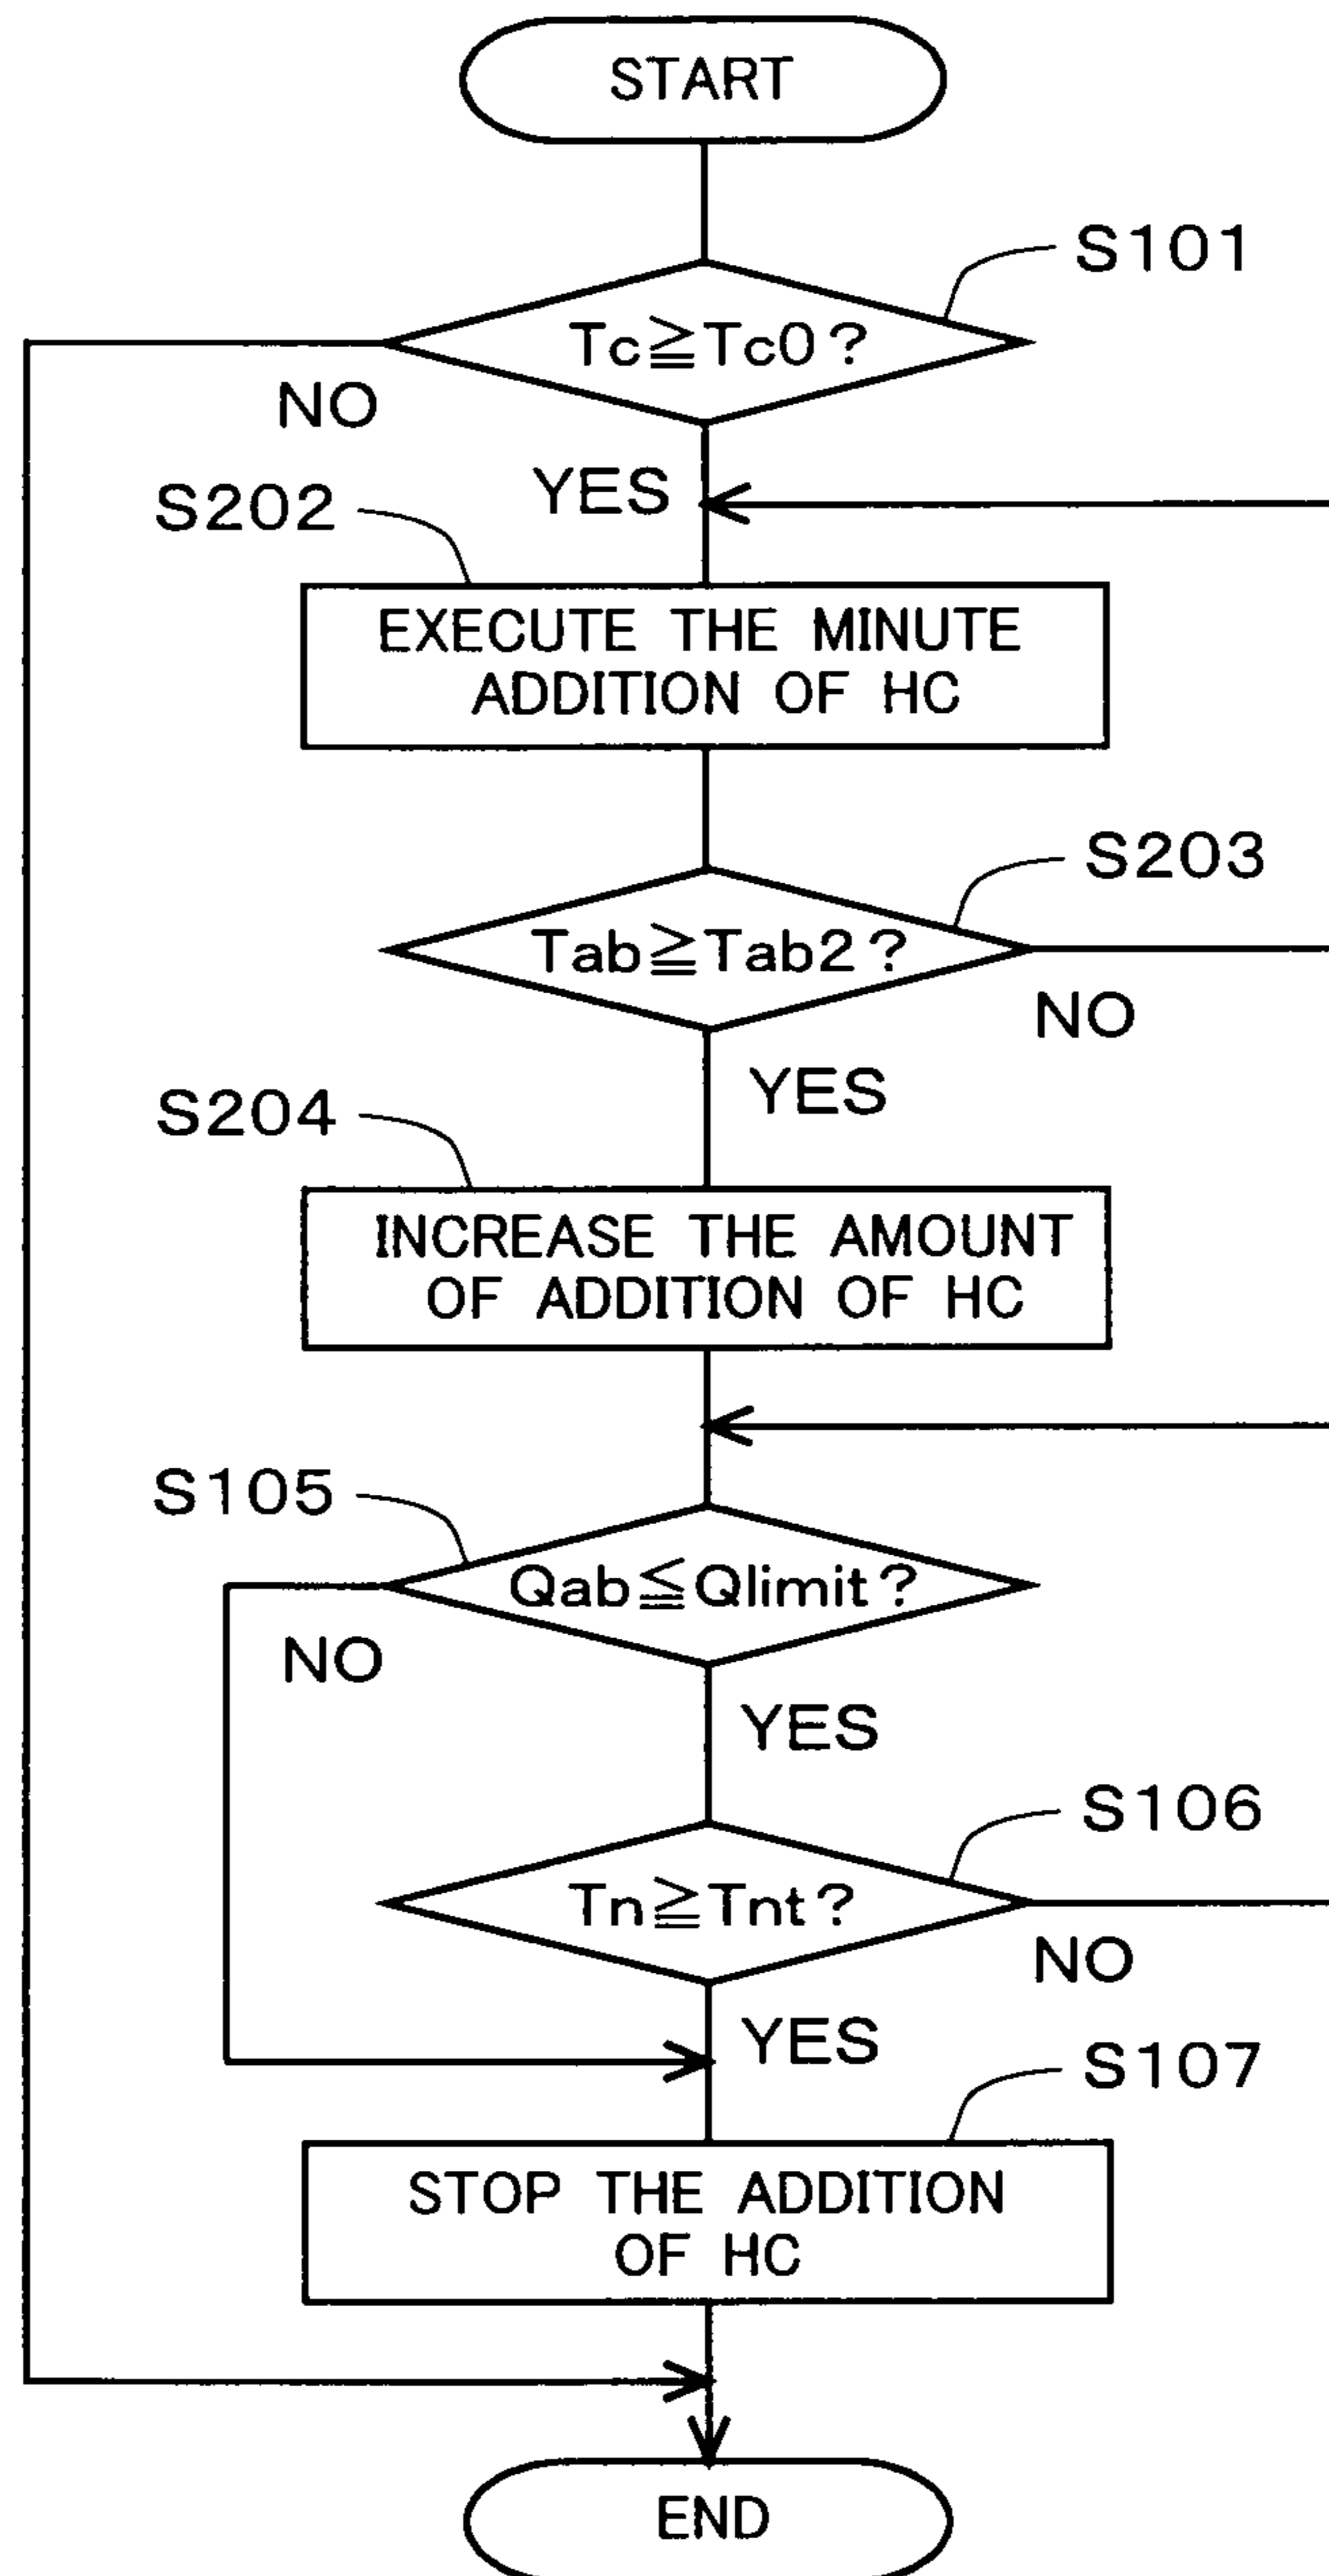 START
S101
Tc≧Tc0?
NO
YES
S202
EXECUTE THE MINUTE
ADDITION OF HC
S203
Tab≧Tab2?
NO
YES
S204
INCREASE THE AMOUNT
OF ADDITION OF HC
S105
Qab≦Qlimit?
NO
YES
S106
Tn≧Tnt?
NO
YES
S107
STOP THE ADDITION
OF HC
END